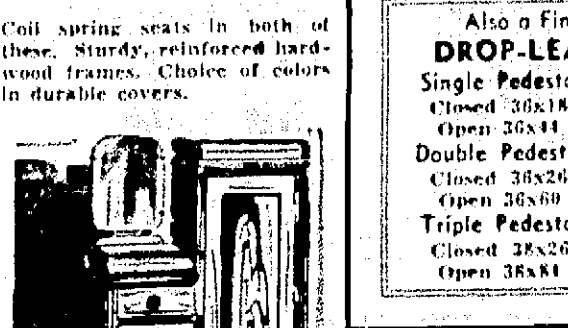 Coil spring seats in both of
these. Sturdy, reinforced hard-
wood frames. Choice of colors
in durable covers.
Also a Fin
DROP-LEA
Single Pedesta
Closed 36x18
Open 36x44
Double Pedest
Closed 36x26
Open 36x60
Triple Pedesta
Closed 38x26
Open 38x84